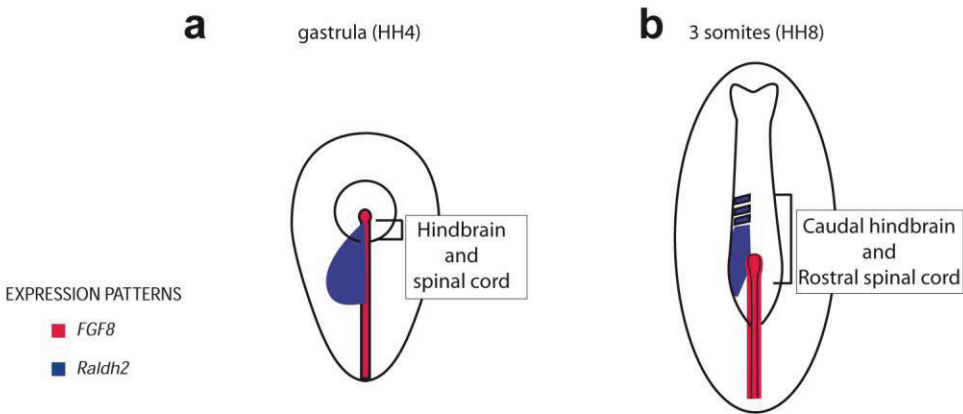 a
gastrula (HH4)
b
3 somites (HH8)
Hindbrain
and
spinal cord
Caudal hindbrain
and
Rostral spinal cord
EXPRESSION PATTERNS
FGF8
Raldh2